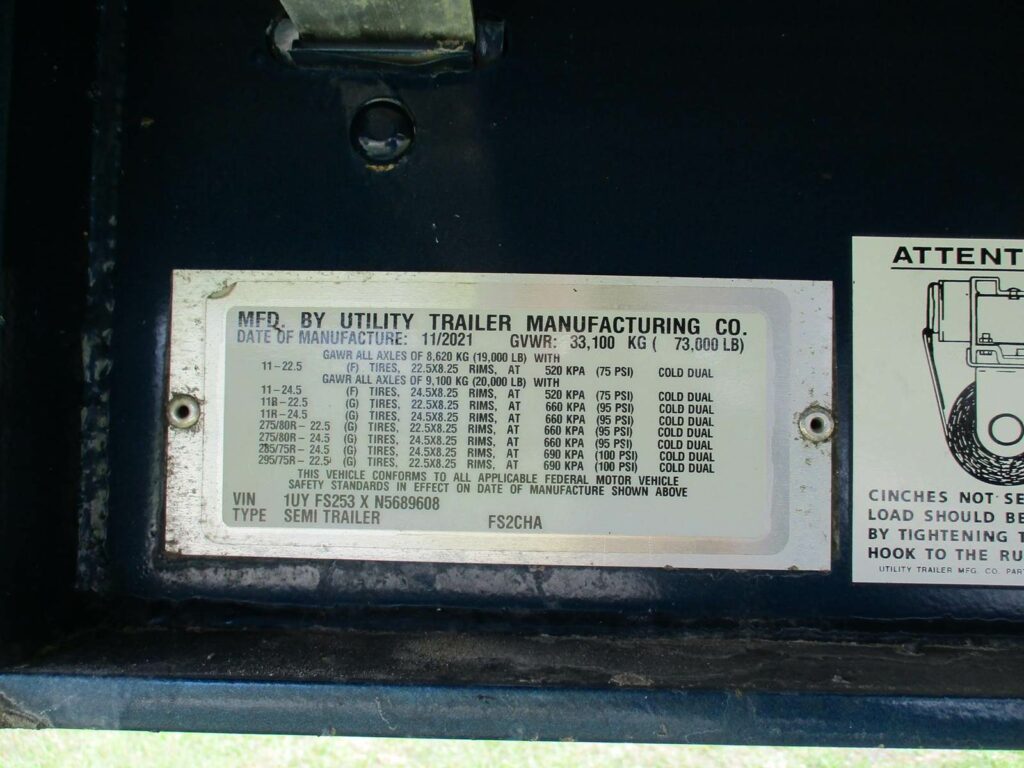 MFD. BY UTILITY TRAILER MANUFACTURING CO.
DATE OF MANUFACTURE: 11/2021 GVWR: 33,100 KG ( 73,000 LB)
GAWR ALL AXLES OF 8,620 KG (19,000 LB) WITH
11-22.5 (F) TIRES, 22.5X8.25 RIMS, AT 520 KPA (75 PSI) COLD DUAL
GAWR ALL AXLES OF 9,100 KG (20,000 LB) WITH
11-24.5 (F) TIRES, 24.5X8.25 RIMS, AT 520 KPA (75 PSI) COLD DUAL
11R-22.5 (G) TIRES, 22.5X8.25 RIMS, AT 660 KPA (95 PSI) COLD DUAL
11R-24.5 (G) TIRES, 24.5X8.25 RIMS, AT 660 KPA (95 PSI) COLD DUAL
275/80R-22.5 (G) TIRES, 22.5X8.25 RIMS, AT 660 KPA (95 PSI) COLD DUAL
275/80R-24.5 (G) TIRES, 24.5X8.25 RIMS, AT 660 KPA (95 PSI) COLD DUAL
285/75R-24.5 (G) TIRES, 24.5X8.25 RIMS, AT 690 KPA (100 PSI) COLD DUAL
295/75R-22.5 (G) TIRES, 22.5X8.25 RIMS, AT 690 KPA (100 PSI) COLD DUAL
THIS VEHICLE CONFORMS TO ALL APPLICABLE FEDERAL MOTOR VEHICLE
SAFETY STANDARDS IN EFFECT ON DATE OF MANUFACTURE SHOWN ABOVE
VIN 1UY FS253 X N5689608
TYPE SEMI TRAILER FS2CHA
ATTENT
CINCHES NOT SE
LOAD SHOULD BE
BY TIGHTENING T
HOOK TO THE RU
UTILITY TRAILER MFG. CO. PAR